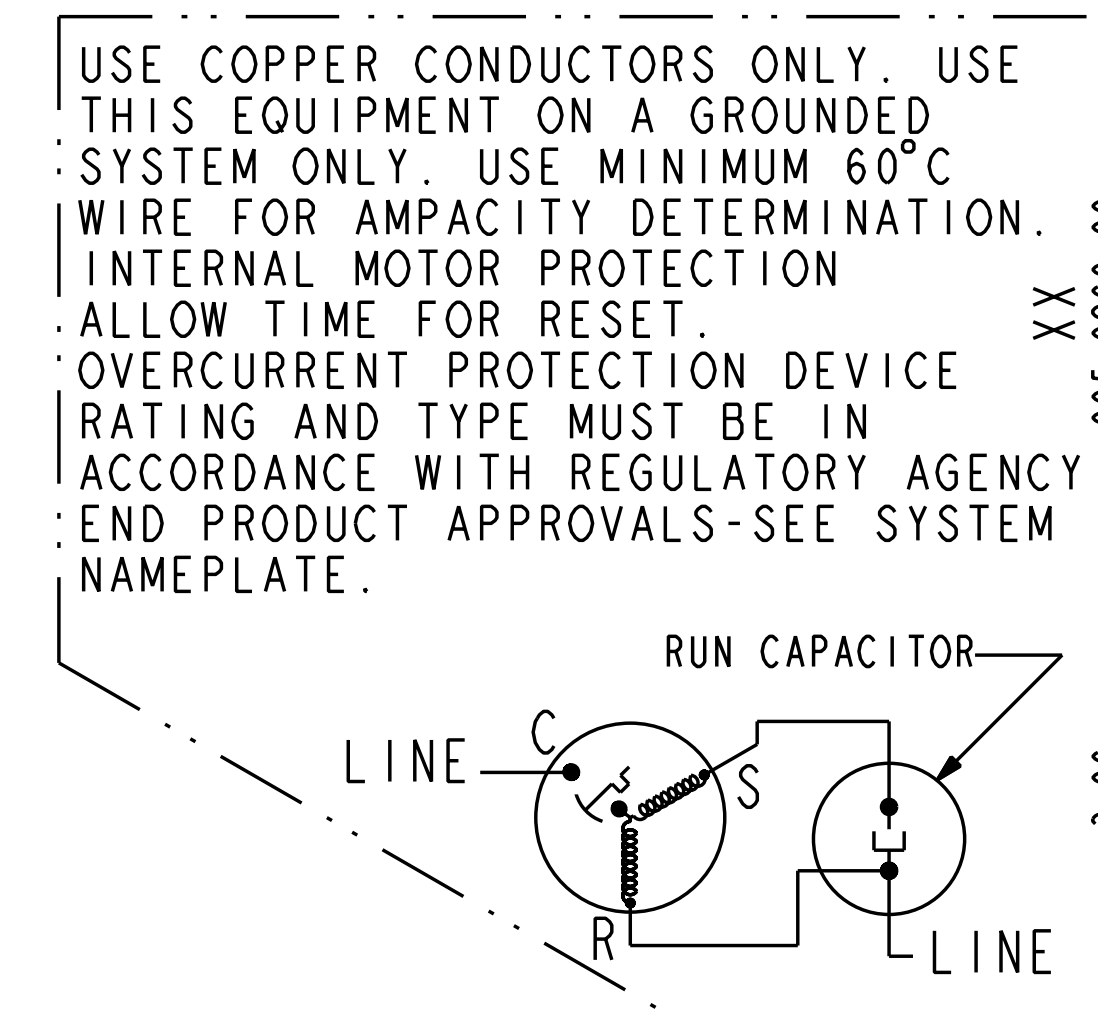 USE COPPER CONDUCTORS ONLY. USE
THIS EQUIPMENT ON A GROUNDED
SYSTEM ONLY. USE MINIMUM 60°C
WIRE FOR AMPACITY DETERMINATION.
INTERNAL MOTOR PROTECTION
ALLOW TIME FOR RESET.
OVERCURRENT PROTECTION DEVICE
RATING AND TYPE MUST BE IN
ACCORDANCE WITH REGULATORY AGENCY
END PRODUCT APPROVALS-SEE SYSTEM
NAMEPLATE.
RUN CAPACITOR
C
LINE
S
R
LINE